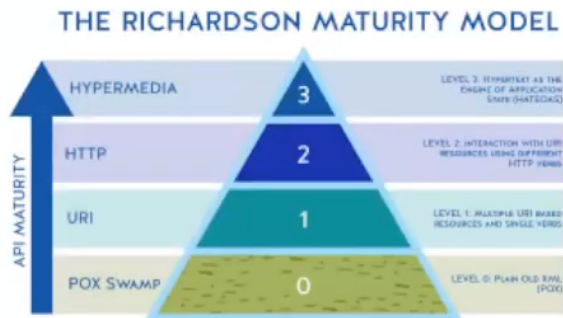 THE RICHARDSON MATURITY MODEL
HYPERMEDIA
3
LEVEL 3: HYPERTEXT AS THE
ENGINE OF APPLICATION
STATE (HATEOAS)
HTTP
2
LEVEL 2: INTERACTION WITH URI
RESOURCES USING DIFFERENT
HTTP VERBS
URI
1
LEVEL 1: MULTIPLE URI BASED
RESOURCES AND SINGLE VERBS
POX SWAMP
0
LEVEL 0: PLAIN OLD XML
(POX)
API MATURITY